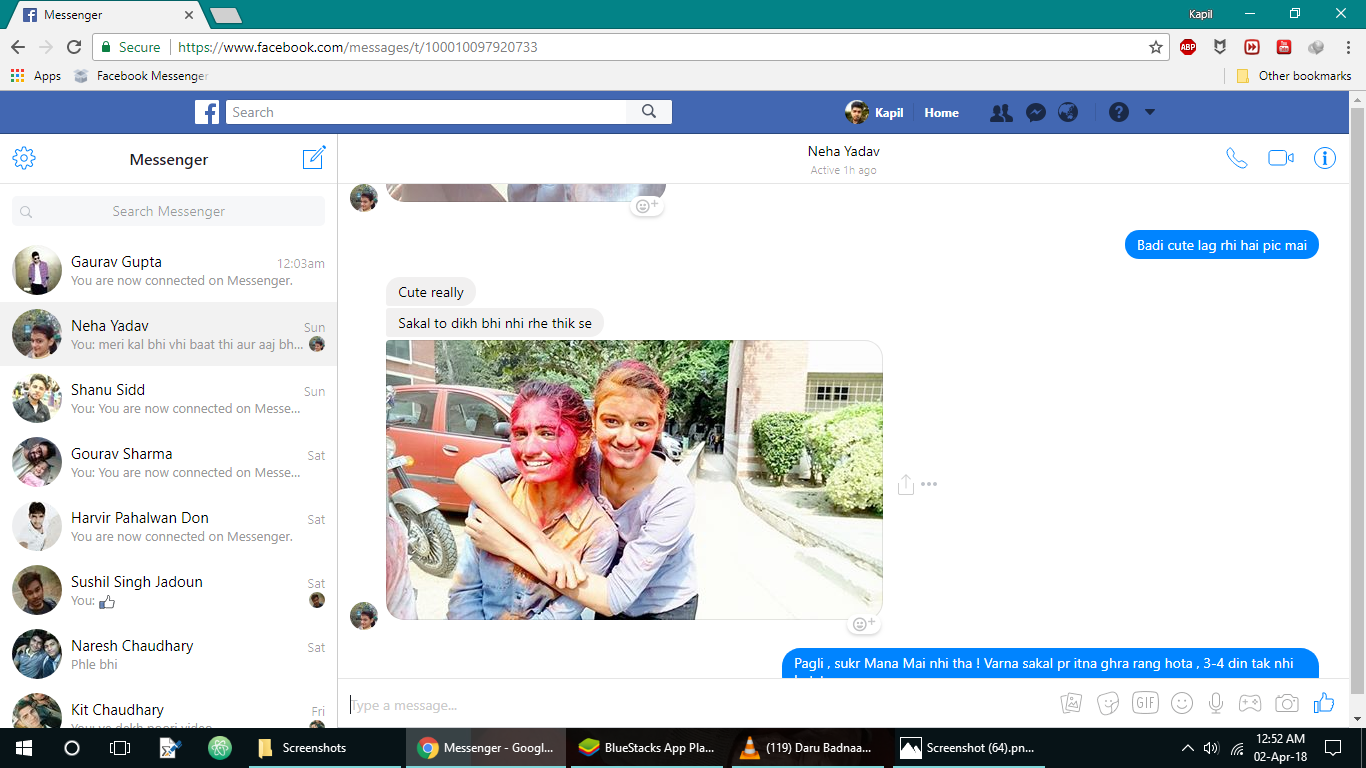 Messenger
Kapil
Secure
https://www.facebook.com/messages/t/100010097920733
ABP
Apps
Facebook Messenger
Other bookmarks
Search
Kapil
Home
Messenger
Neha Yadav
Active 1h ago
Search Messenger
Gaurav Gupta
12:03am
You are now connected on Messenger.
Neha Yadav
Sun
You: meri kal bhi vhi baat thi aur aaj bh...
Shanu Sidd
Sun
You: You are now connected on Messe...
Gourav Sharma
Sat
You: You are now connected on Messe...
Harvir Pahalwan Don
Sat
You are now connected on Messenger.
Sushil Singh Jadoun
Sat
You:
Naresh Chaudhary
Sat
Phle bhi
Kit Chaudhary
Fri
Badi cute lag rhi hai pic mai
Cute really
Sakal to dikh bhi nhi rhe thik se
Pagli , sukr Mana Mai nhi tha ! Varna sakal pr itna ghra rang hota , 3-4 din tak nhi
Type a message...
GIF
Screenshots
Messenger - Googl...
BlueStacks App Pla...
(119) Daru Badnaa...
Screenshot (64).pn...
12:52 AM
02-Apr-18